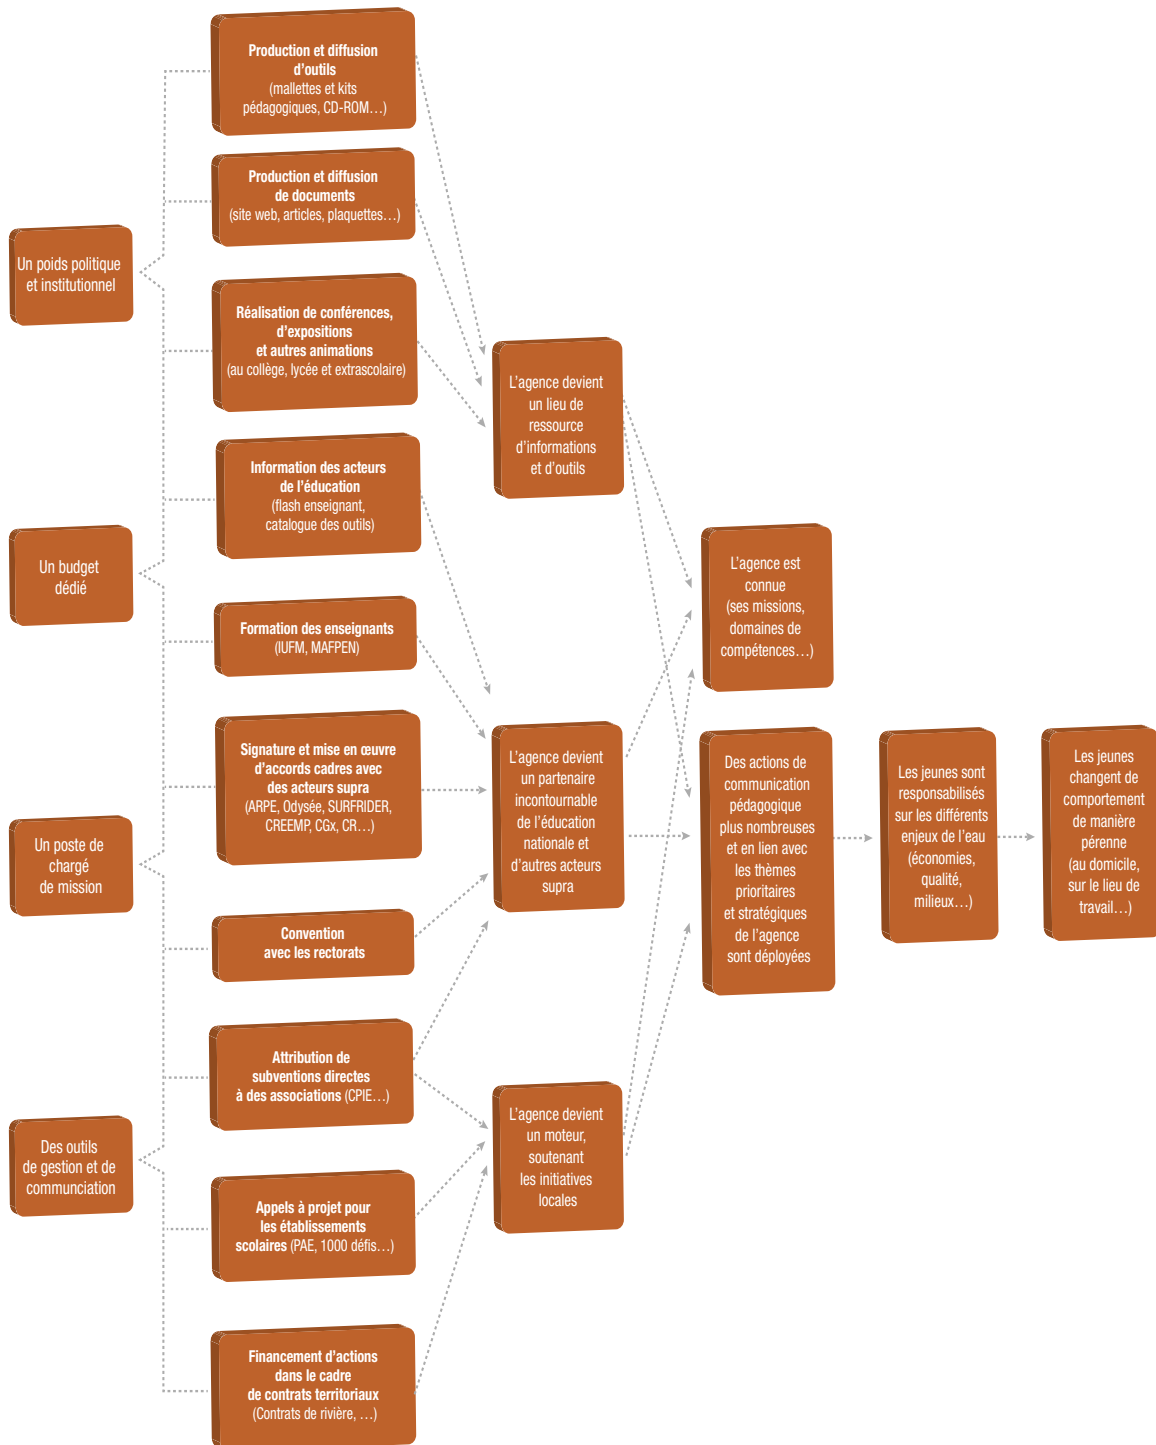 Un poids politique
et institutionnel
Un budget
dédié
Un poste de
chargé
de mission
Des outils
de gestion et de
communciation
Production et diffusion
d'outils
(mallettes et kits
pédagogiques, CD-ROM…)
Production et diffusion
de documents
(site web, articles, plaquettes…)
Réalisation de conférences,
d'expositions
et autres animations
(au collège, lycée et extrascolaire)
Information des acteurs
de l'éducation
(flash enseignant,
catalogue des outils)
Formation des enseignants
(IUFM, MAFPEN)
Signature et mise en œuvre
d'accords cadres avec
des acteurs supra
(ARPE, Odysée, SURFRIDER,
CREEMP, CGx, CR…)
Convention
avec les rectorats
Attribution de
subventions directes
à des associations (CPIE…)
Appels à projet pour
les établissements
scolaires (PAE, 1000 défis…)
Financement d'actions
dans le cadre
de contrats territoriaux
(Contrats de rivière, …)
L'agence devient
un lieu de
ressource
d'informations
et d'outils
L'agence devient
un partenaire
incontournable
de l'éducation
nationale et
d'autres acteurs
supra
L'agence devient
un moteur,
soutenant
les initiatives
locales
L'agence est
connue
(ses missions,
domaines de
compétences…)
Des actions de
communication
pédagogique
plus nombreuses
et en lien avec
les thèmes
prioritaires
et stratégiques
de l'agence
sont déployées
Les jeunes sont
responsabilisés
sur les différents
enjeux de l'eau
(économies,
qualité,
milieux…)
Les jeunes
changent de
comportement
de manière
pérenne
(au domicile,
sur le lieu de
travail…)